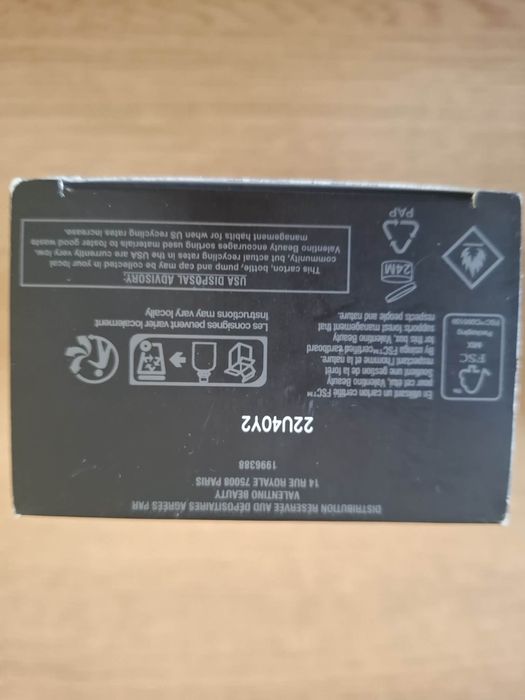 DISTRIBUTION RÉSERVÉE AUX DÉPOSITAIRES AGRÉÉS PAR
VALENTINO BEAUTY
14 RUE ROYALE 75008 PARIS
1996388
22U40Y2
FSC
MIX
Packaging
En utilisant un carton certifié FSC™
pour cet étui, Valentino Beauty
Soutient une gestion de la forêt
respectant l'homme et la nature.
By using a FSC™certified cardboard
for this box, Valentino Beauty
supports forest management that
respects people and nature.
Les consignes peuvent varier localement
Instructions may vary locally
24M
PAP
USA DISPOSAL ADVISORY:
This carton, bottle, pump and cap may be collected in your local
community, but actual recycling rates in the USA are currently very low.
Valentino Beauty encourages sorting used materials to foster good waste
management habits for when US recycling rates increase.